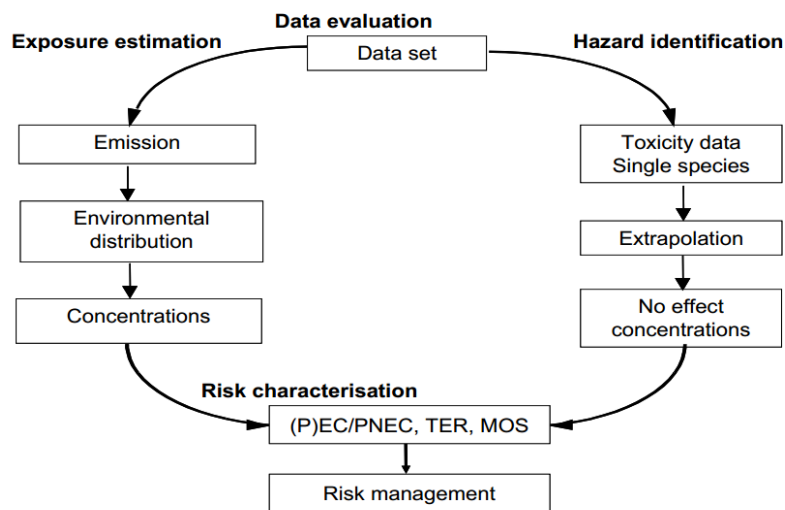 Data evaluation
Exposure estimation
Hazard identification
Data set
Emission
Toxicity data
Single species
Environmental
distribution
Extrapolation
Concentrations
No effect
concentrations
Risk characterisation
(P)EC/PNEC, TER, MOS
Risk management